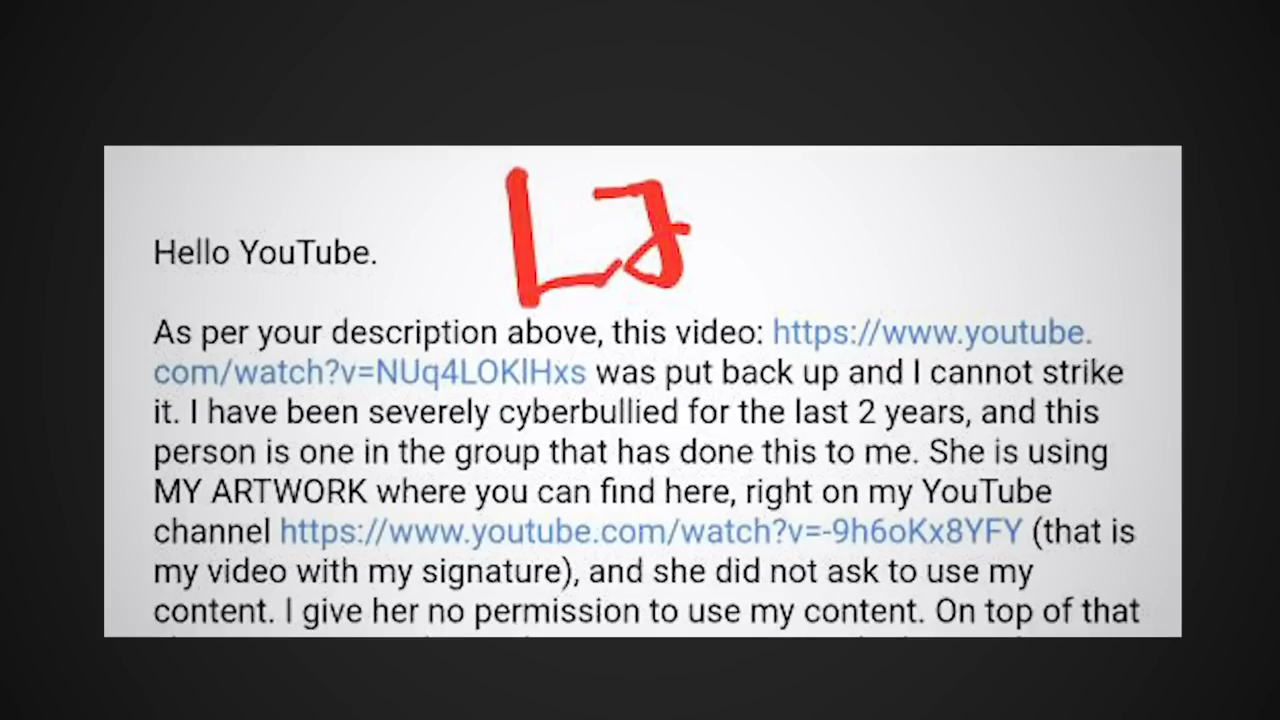 LJ
Hello YouTube.
As per your description above, this video: https://www.youtube.
com/watch?v=NUq4LOKlHxs was put back up and I cannot strike
it. I have been severely cyberbullied for the last 2 years, and this
person is one in the group that has done this to me. She is using
MY ARTWORK where you can find here, right on my YouTube
channel https://www.youtube.com/watch?v=-9h6oKx8YFY (that is
my video with my signature), and she did not ask to use my
content. I give her no permission to use my content. On top of that